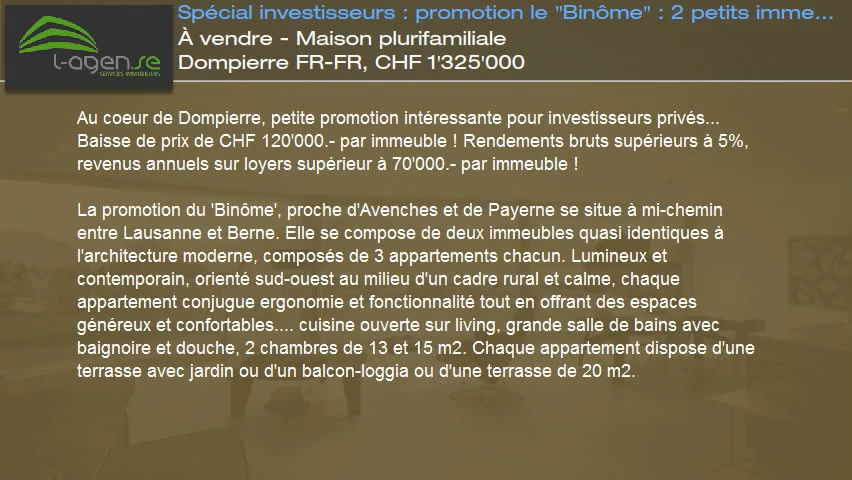 Spécial investisseurs : promotion le "Binôme" : 2 petits imme...
À vendre - Maison plurifamiliale
Dompierre FR-FR, CHF 1'325'000
l-agen.se
SERVICES IMMOBILIERS
Au coeur de Dompierre, petite promotion intéressante pour investisseurs privés...
Baisse de prix de CHF 120'000.- par immeuble ! Rendements bruts supérieurs à 5%,
revenus annuels sur loyers supérieur à 70'000.- par immeuble !
La promotion du 'Binôme', proche d'Avenches et de Payerne se situe à mi-chemin
entre Lausanne et Berne. Elle se compose de deux immeubles quasi identiques à
l'architecture moderne, composés de 3 appartements chacun. Lumineux et
contemporain, orienté sud-ouest au milieu d'un cadre rural et calme, chaque
appartement conjugue ergonomie et fonctionnalité tout en offrant des espaces
généreux et confortables.... cuisine ouverte sur living, grande salle de bains avec
baignoire et douche, 2 chambres de 13 et 15 m2. Chaque appartement dispose d'une
terrasse avec jardin ou d'un balcon-loggia ou d'une terrasse de 20 m2.